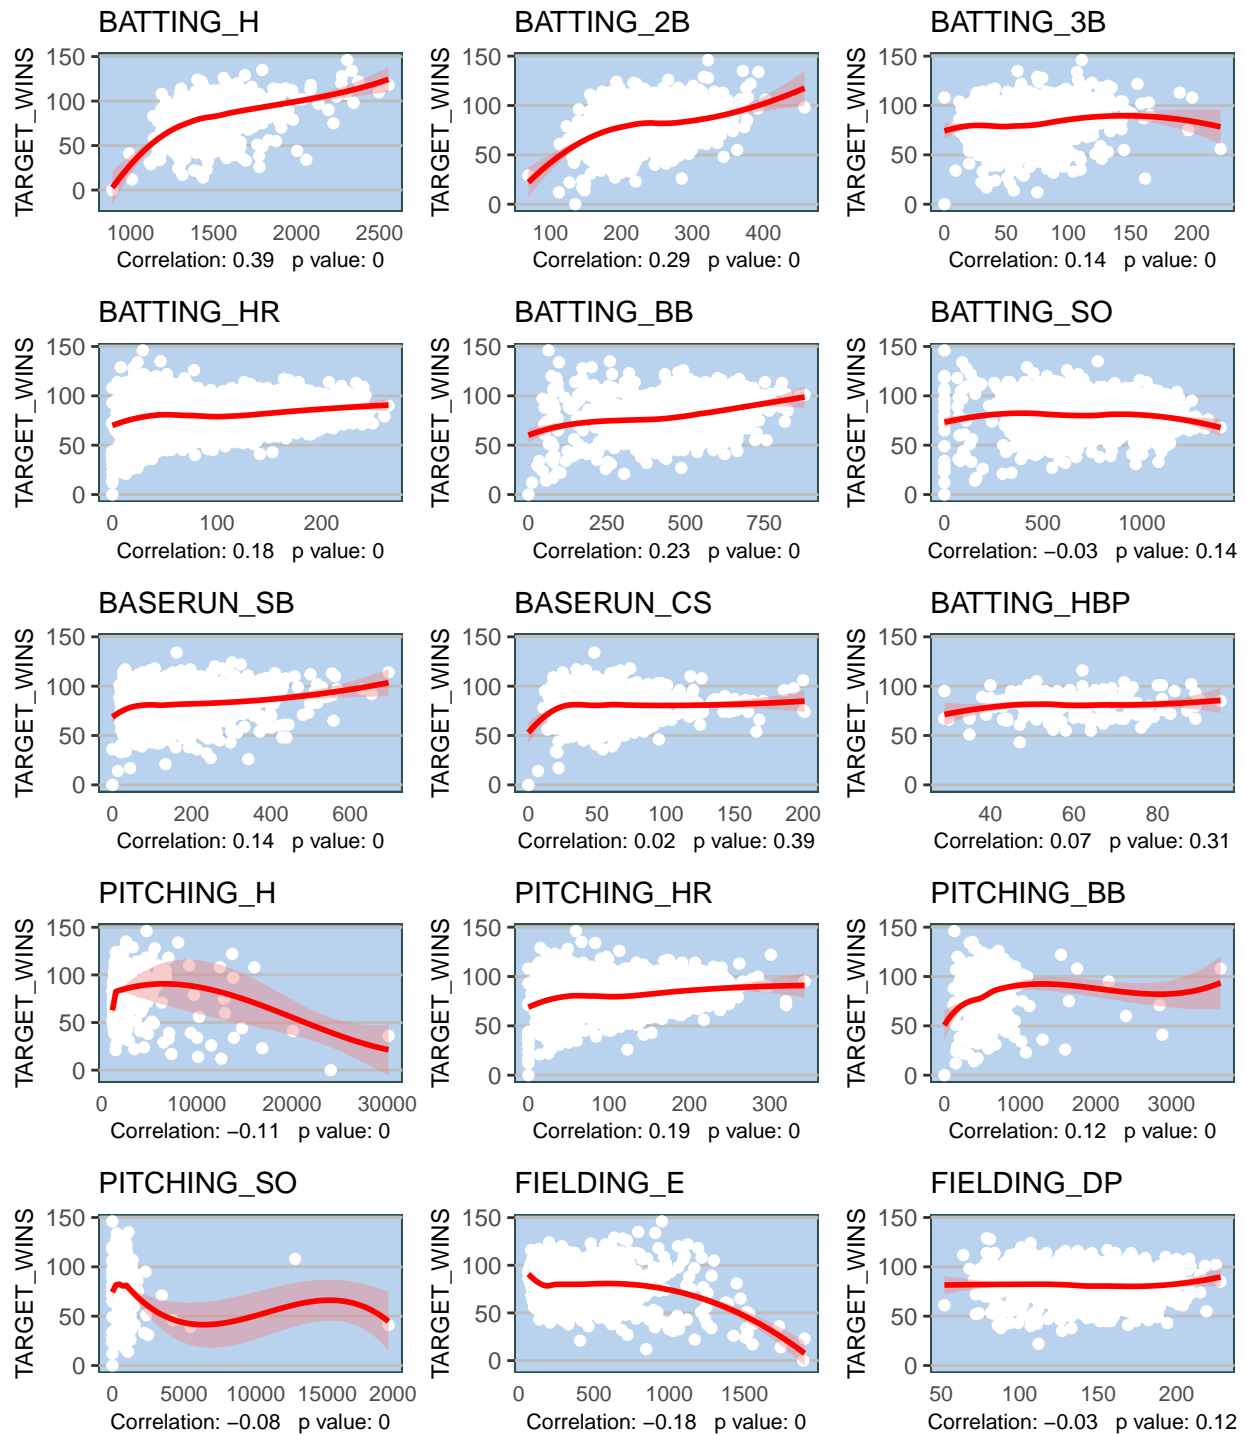 BATTING_H BATTING_2B BATTING_3B
TARGET_WINS TARGET_WINS TARGET_WINS
150 150 150
100 100 100
50 50 50
0 0 0
1000 1500 2000 2500 100 200 300 400 0 50 100 150 200
Correlation: 0.39 p value: 0 Correlation: 0.29 p value: 0 Correlation: 0.14 p value: 0
BATTING_HR BATTING_BB BATTING_SO
TARGET_WINS TARGET_WINS TARGET_WINS
150 150 150
100 100 100
50 50 50
0 0 0
0 100 200 0 250 500 750 0 500 1000
Correlation: 0.18 p value: 0 Correlation: 0.23 p value: 0 Correlation: −0.03 p value: 0.14
BASERUN_SB BASERUN_CS BATTING_HBP
TARGET_WINS TARGET_WINS TARGET_WINS
150 150 150
100 100 100
50 50 50
0 0 0
0 200 400 600 0 50 100 150 200 40 60 80
Correlation: 0.14 p value: 0 Correlation: 0.02 p value: 0.39 Correlation: 0.07 p value: 0.31
PITCHING_H PITCHING_HR PITCHING_BB
TARGET_WINS TARGET_WINS TARGET_WINS
150 150 150
100 100 100
50 50 50
0 0 0
0 10000 20000 30000 0 100 200 300 0 1000 2000 3000
Correlation: −0.11 p value: 0 Correlation: 0.19 p value: 0 Correlation: 0.12 p value: 0
PITCHING_SO FIELDING_E FIELDING_DP
TARGET_WINS TARGET_WINS TARGET_WINS
150 150 150
100 100 100
50 50 50
0 0 0
0 5000 10000 15000 20000 0 500 1000 1500 50 100 150 200
Correlation: −0.08 p value: 0 Correlation: −0.18 p value: 0 Correlation: −0.03 p value: 0.12